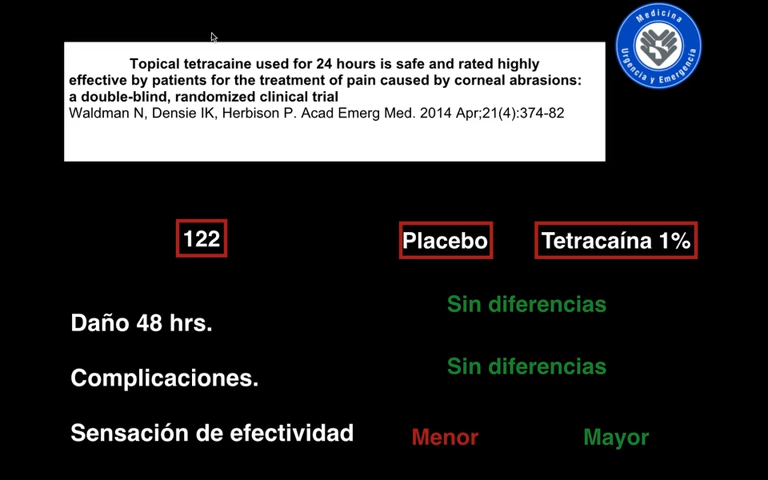 Medicina
Urgencia y Emergencia
Topical tetracaine used for 24 hours is safe and rated highly
effective by patients for the treatment of pain caused by corneal abrasions:
a double-blind, randomized clinical trial
Waldman N, Densie IK, Herbison P. Acad Emerg Med. 2014 Apr;21(4):374-82
122 Placebo Tetracaína 1%
Sin diferencias
Daño 48 hrs.
Sin diferencias
Complicaciones.
Sensación de efectividad Menor Mayor